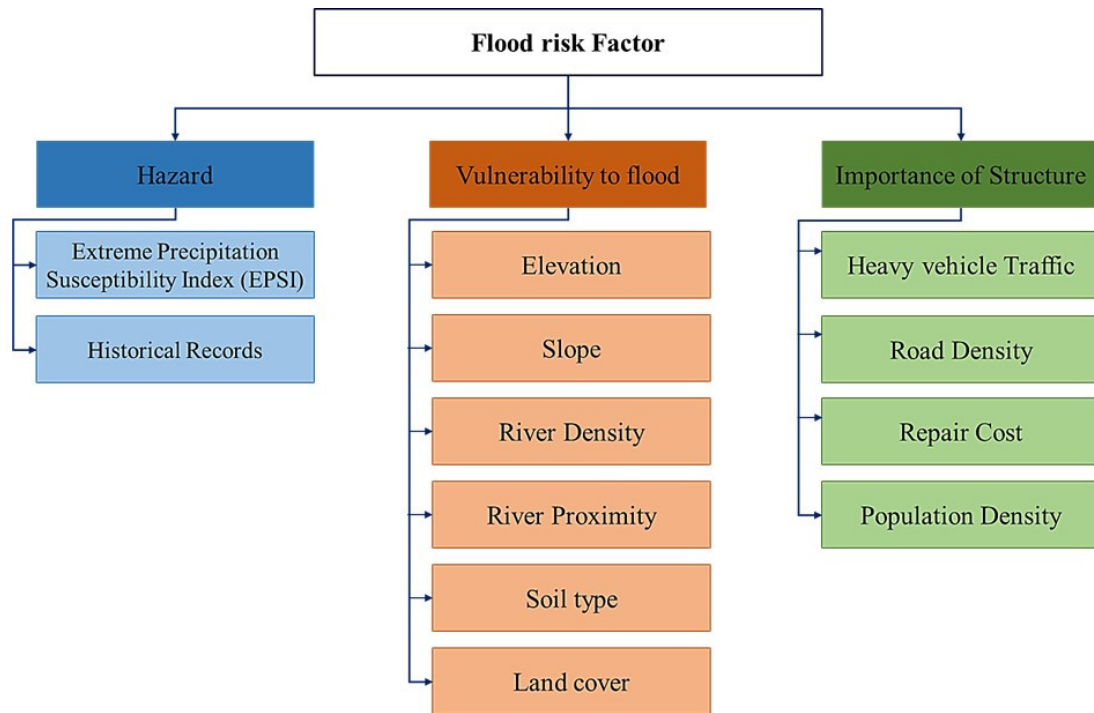 Flood risk Factor
Hazard
Extreme Precipitation
Susceptibility Index (EPSI)
Historical Records
Vulnerability to flood
Elevation
Slope
River Density
River Proximity
Soil type
Land cover
Importance of Structure
Heavy vehicle Traffic
Road Density
Repair Cost
Population Density